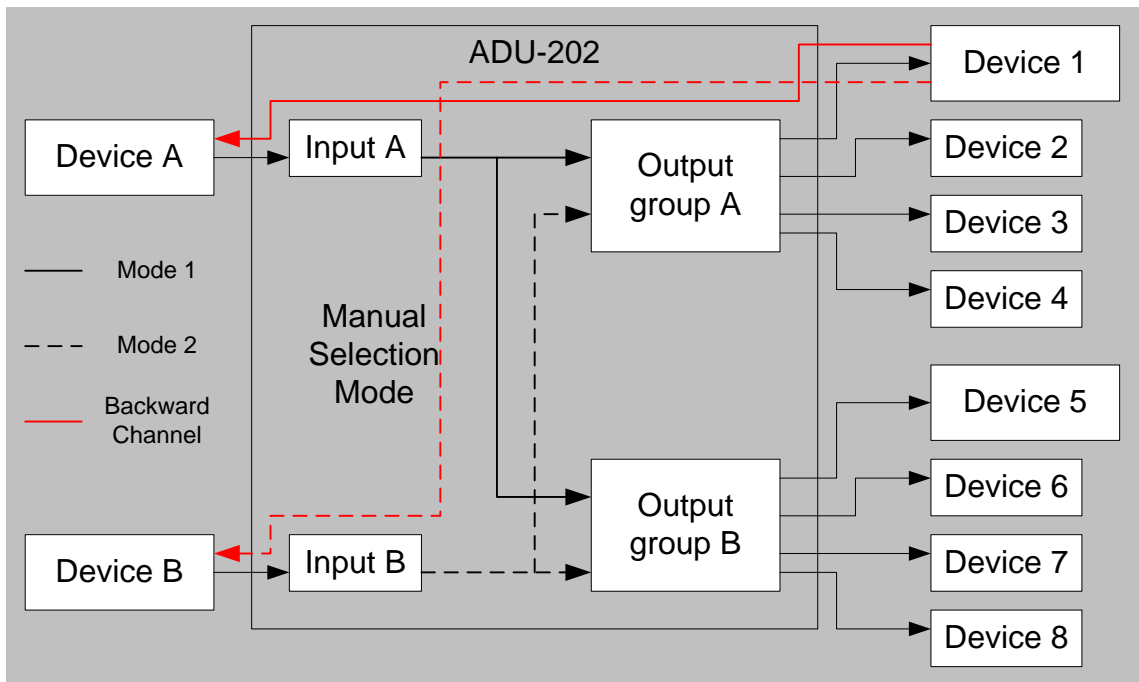 ADU-202
Device A
Input A
Output
group A
Device 1
Device 2
Device 3
Device 4
Mode 1
Mode 2
Backward
Channel
Manual
Selection
Mode
Device B
Input B
Output
group B
Device 5
Device 6
Device 7
Device 8